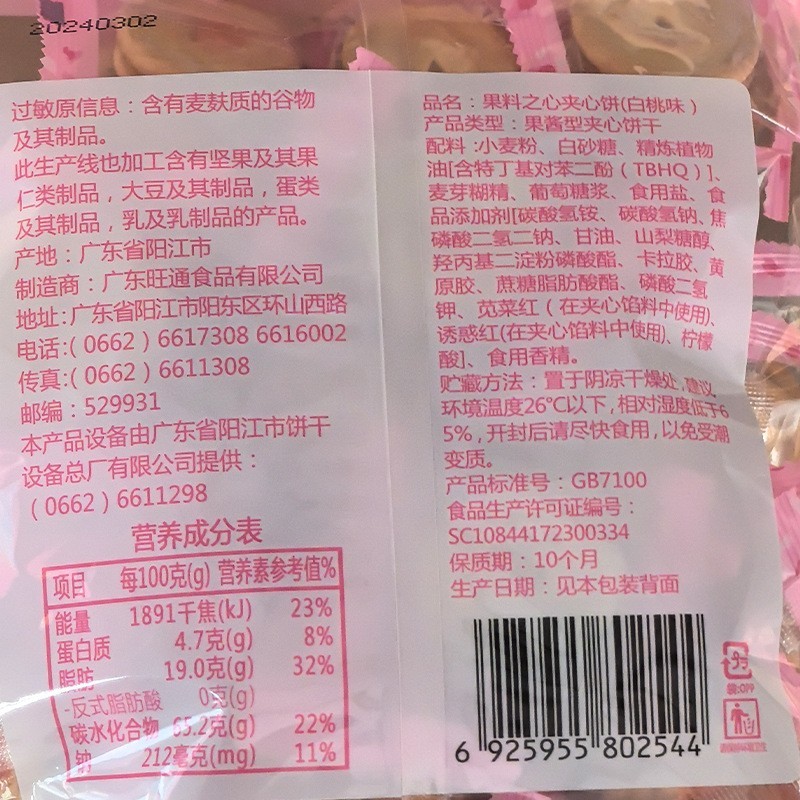 20240302
过敏原信息：含有麦麸质的谷物
及其制品。
此生产线也加工含有坚果及其果
仁类制品，大豆及其制品，蛋类
及其制品，乳及乳制品的产品。
产地：广东省阳江市
制造商：广东旺通食品有限公司
地址:广东省阳江市阳东区环山西路
电话:（0662）6617308 6616002
传真:（0662）6611308
邮编：529931
本产品设备由广东省阳江市饼干
设备总厂有限公司提供：
（0662）6611298
营养成分表
项目 每100克(g) 营养素参考值%
能量 1891千焦(kJ) 23%
蛋白质 4.7克(g) 8%
脂肪 19.0克(g) 32%
-反式脂肪酸 0克(g)
碳水化合物 65.2克(g) 22%
钠 212毫克(mg) 11%
品名：果料之心夹心饼(白桃味）
产品类型：果酱型夹心饼干
配料:小麦粉、白砂糖、精炼植物
油[含特丁基对苯二酚（TBHQ）]、
麦芽糊精、葡萄糖浆、食用盐、食
品添加剂[碳酸氢铵、碳酸氢钠、焦
磷酸二氢二钠、甘油、山梨糖醇、
羟丙基二淀粉磷酸酯、卡拉胶、黄
原胶、蔗糖脂肪酸酯、磷酸二氢
钾、苋菜红（在夹心馅料中使用)、
诱惑红(在夹心馅料中使用)、柠檬
酸]、食用香精。
贮藏方法：置于阴凉干燥处,建议
环境温度26℃以下,相对湿度低于6
5%,开封后请尽快食用,以免受潮
变质。
产品标准号：GB7100
食品生产许可证编号：
SC10844172300334
保质期：10个月
生产日期：见本包装背面
6 925955 802544
袋:OPP